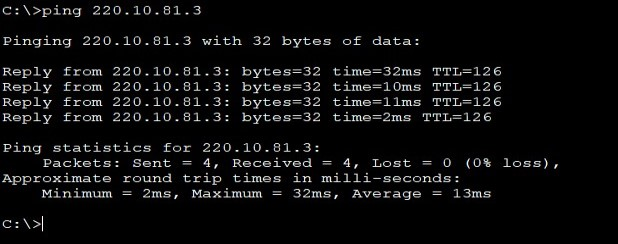 C:\>ping 220.10.81.3
Pinging 220.10.81.3 with 32 bytes of data:
Reply from 220.10.81.3: bytes=32 time=32ms TTL=126
Reply from 220.10.81.3: bytes=32 time=10ms TTL=126
Reply from 220.10.81.3: bytes=32 time=11ms TTL=126
Reply from 220.10.81.3: bytes=32 time=2ms TTL=126
Ping statistics for 220.10.81.3:
    Packets: Sent = 4, Received = 4, Lost = 0 (0% loss),
Approximate round trip times in milli-seconds:
    Minimum = 2ms, Maximum = 32ms, Average = 13ms
C:\>